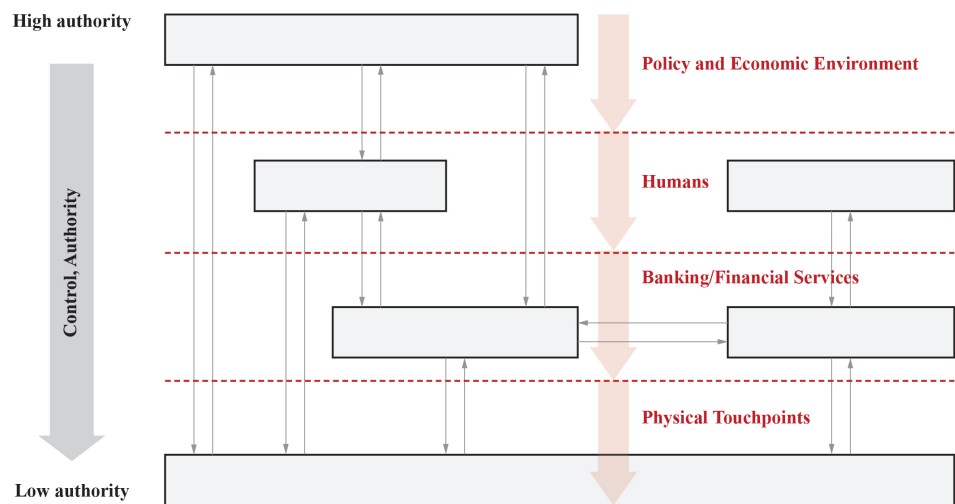 High authority
Policy and Economic Environment
Humans
Control, Authority
Banking/Financial Services
Physical Touchpoints
Low authority